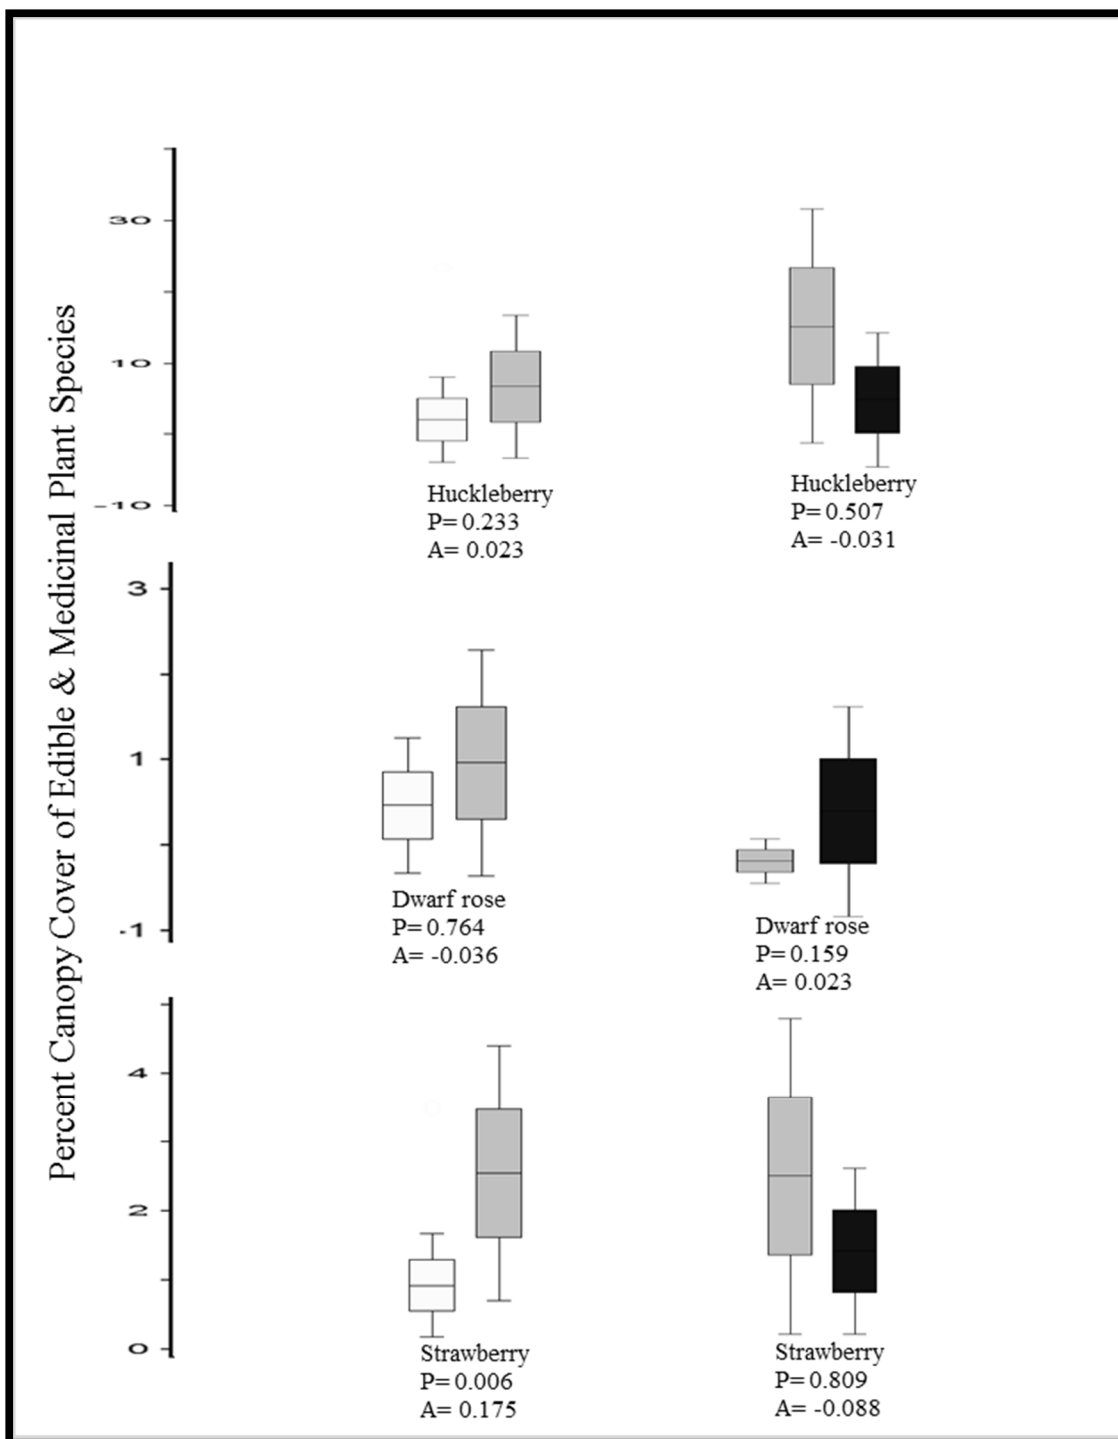 Percent Canopy Cover of Edible & Medicinal Plant Species
30
10
-10
Huckleberry
P= 0.233
A= 0.023
Huckleberry
P= 0.507
A= -0.031
3
1
-1
Dwarf rose
P= 0.764
A= -0.036
Dwarf rose
P= 0.159
A= 0.023
4
2
0
Strawberry
P= 0.006
A= 0.175
Strawberry
P= 0.809
A= -0.088